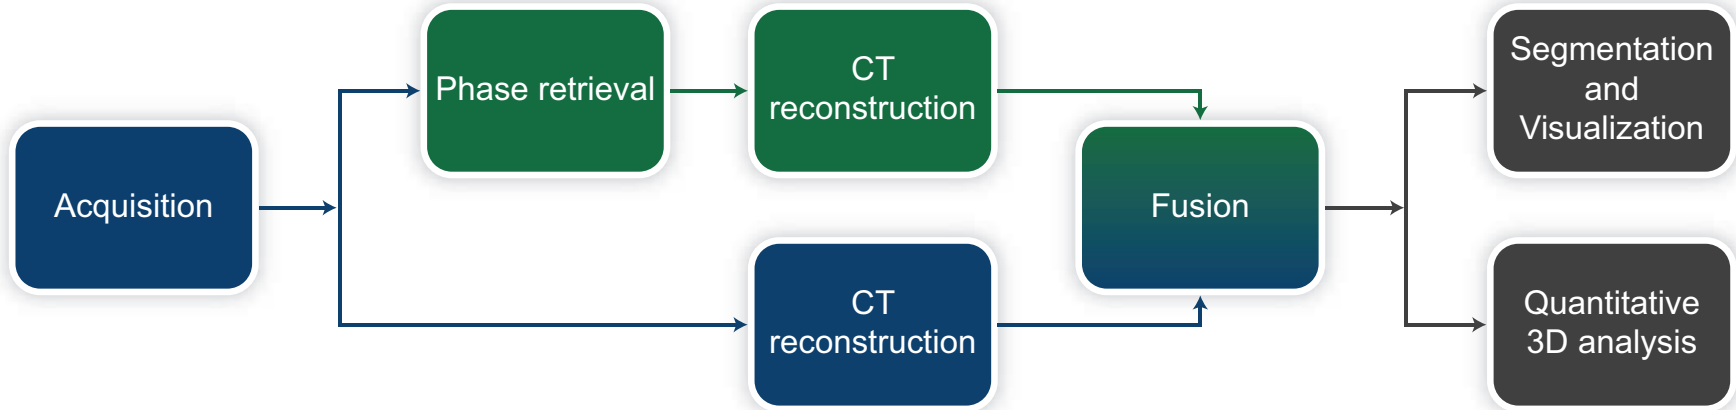 Acquisition
Phase retrieval
CT
reconstruction
CT
reconstruction
Fusion
Segmentation
and
Visualization
Quantitative
3D analysis